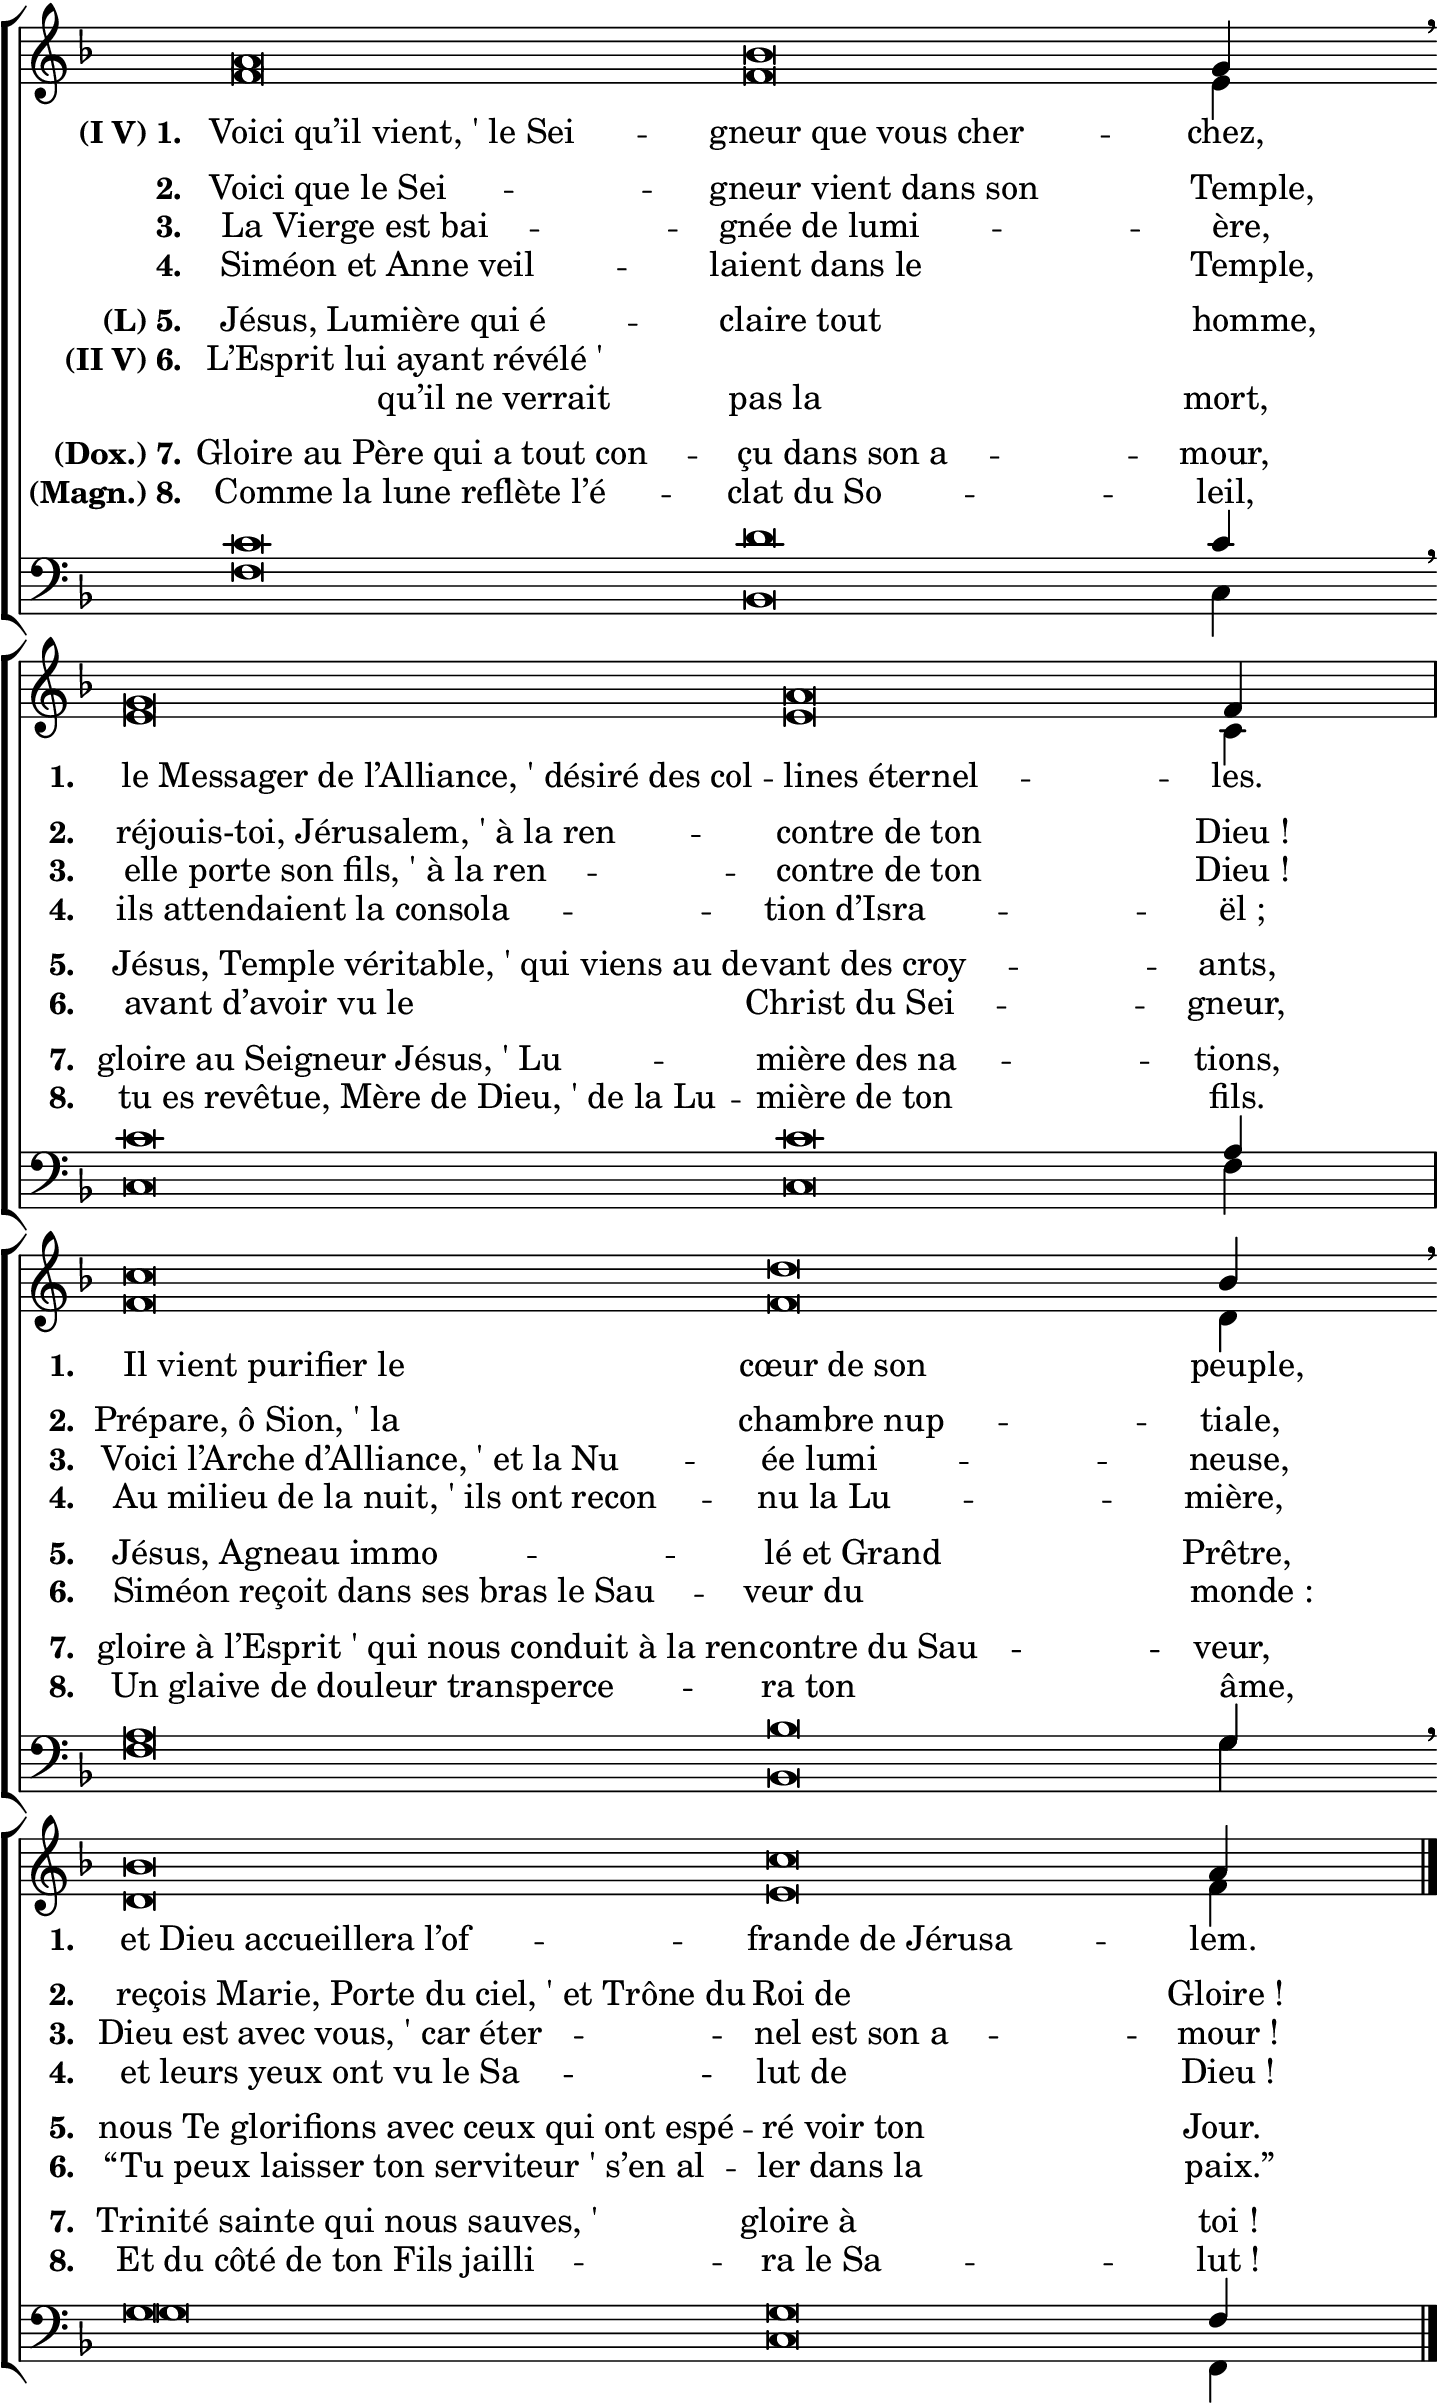 (I V) 1. Voici qu’il vient, ' le Sei - gneur que vous cher - chez,
2. Voici que le Sei - - gneur vient dans son Temple,
3. La Vierge est bai - - gnée de lumi - - ère,
4. Siméon et Anne veil - laient dans le Temple,
(L) 5. Jésus, Lumière qui é - claire tout homme,
(II V) 6. L’Esprit lui ayant révélé '
qu’il ne verrait pas la mort,
(Dox.) 7. Gloire au Père qui a tout con - çu dans son a - - mour,
(Magn.) 8. Comme la lune reflète l’é - clat du So - - leil,
1. le Messager de l’Alliance, ' désiré des col - lines éternel - - les.
2. réjouis-toi, Jérusalem, ' à la ren - contre de ton Dieu !
3. elle porte son fils, ' à la ren - - contre de ton Dieu !
4. ils attendaient la consola - - tion d’Isra - - ël ;
5. Jésus, Temple véritable, ' qui viens au devant des croy - - ants,
6. avant d’avoir vu le Christ du Sei - - gneur,
7. gloire au Seigneur Jésus, ' Lu - mière des na - - tions,
8. tu es revêtue, Mère de Dieu, ' de la Lu - mière de ton fils.
1. Il vient purifier le cœur de son peuple,
2. Prépare, ô Sion, ' la chambre nup - - tiale,
3. Voici l’Arche d’Alliance, ' et la Nu - ée lumi - - neuse,
4. Au milieu de la nuit, ' ils ont recon - nu la Lu - - mière,
5. Jésus, Agneau immo - - lé et Grand Prêtre,
6. Siméon reçoit dans ses bras le Sau - veur du monde :
7. gloire à l’Esprit ' qui nous conduit à la rencontre du Sau - - veur,
8. Un glaive de douleur transperce - ra ton âme,
1. et Dieu accueillera l’of - - frande de Jérusa - lem.
2. reçois Marie, Porte du ciel, ' et Trône du Roi de Gloire !
3. Dieu est avec vous, ' car éter - - nel est son a - - mour !
4. et leurs yeux ont vu le Sa - - lut de Dieu !
5. nous Te glorifions avec ceux qui ont espé - ré voir ton Jour.
6. “Tu peux laisser ton serviteur ' s’en al - ler dans la paix.”
7. Trinité sainte qui nous sauves, ' gloire à toi !
8. Et du côté de ton Fils jailli - - ra le Sa - - lut !